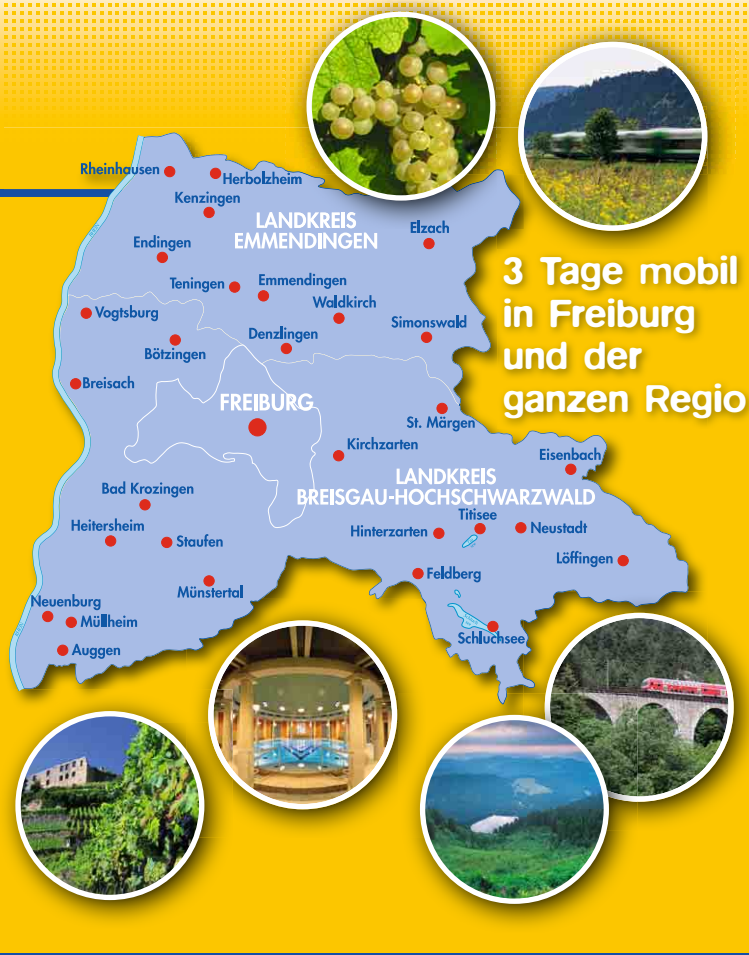 Rheinhausen
Herbolzheim
Kenzingen
LANDKREIS
EMMENDINGEN
Elzach
Endingen
Teningen
Emmendingen
Waldkirch
Vogtsburg
Simonswald
Denzlingen
Bötzingen
Breisach
3 Tage mobil
in Freiburg
und der
ganzen Regio
FREIBURG
St. Märgen
Kirchzarten
Eisenbach
LANDKREIS
BREISGAU-HOCHSCHWARZWALD
Bad Krozingen
Titisee
Heitersheim
Staufen
Hinterzarten
Neustadt
Löffingen
Feldberg
Münstertal
Neuenburg
Müllheim
Schluchsee
Auggen